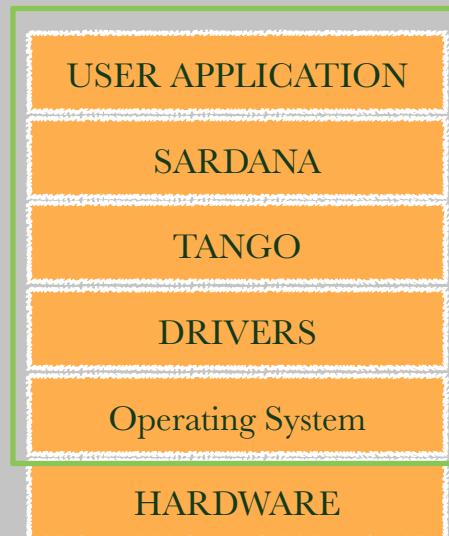 USER APPLICATION
SARDANA
TANGO
DRIVERS
Operating System
HARDWARE